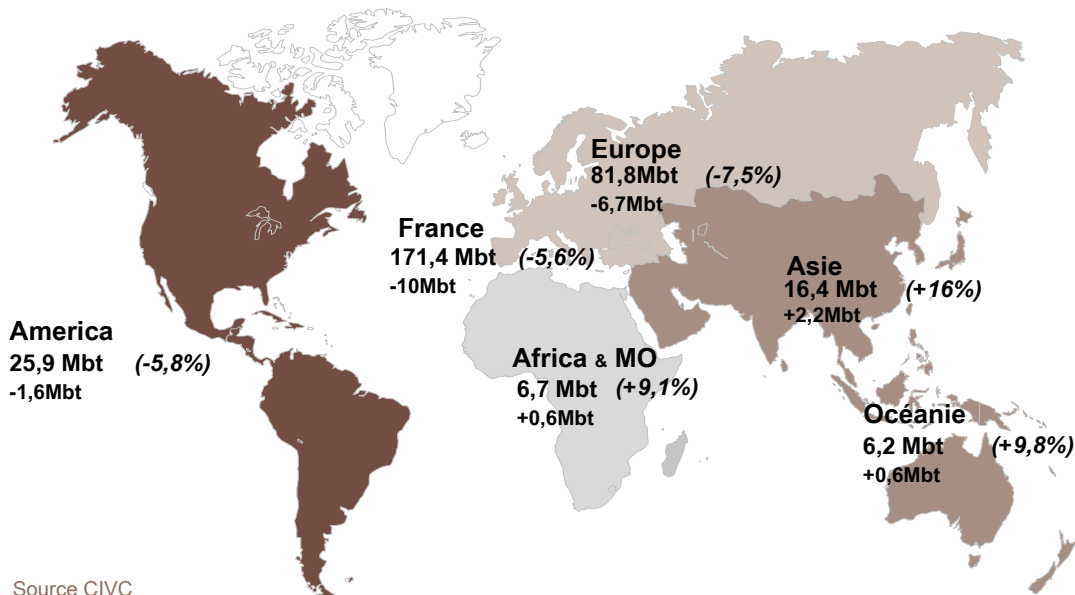 Europe
81,8Mbt (-7,5%)
-6,7Mbt
France
171,4 Mbt (-5,6%)
-10Mbt
Asie
16,4 Mbt (+16%)
+2,2Mbt
America
25,9 Mbt (-5,8%)
-1,6Mbt
Africa & MO
6,7 Mbt (+9,1%)
+0,6Mbt
Océanie
6,2 Mbt (+9,8%)
+0,6Mbt
Source CIVC